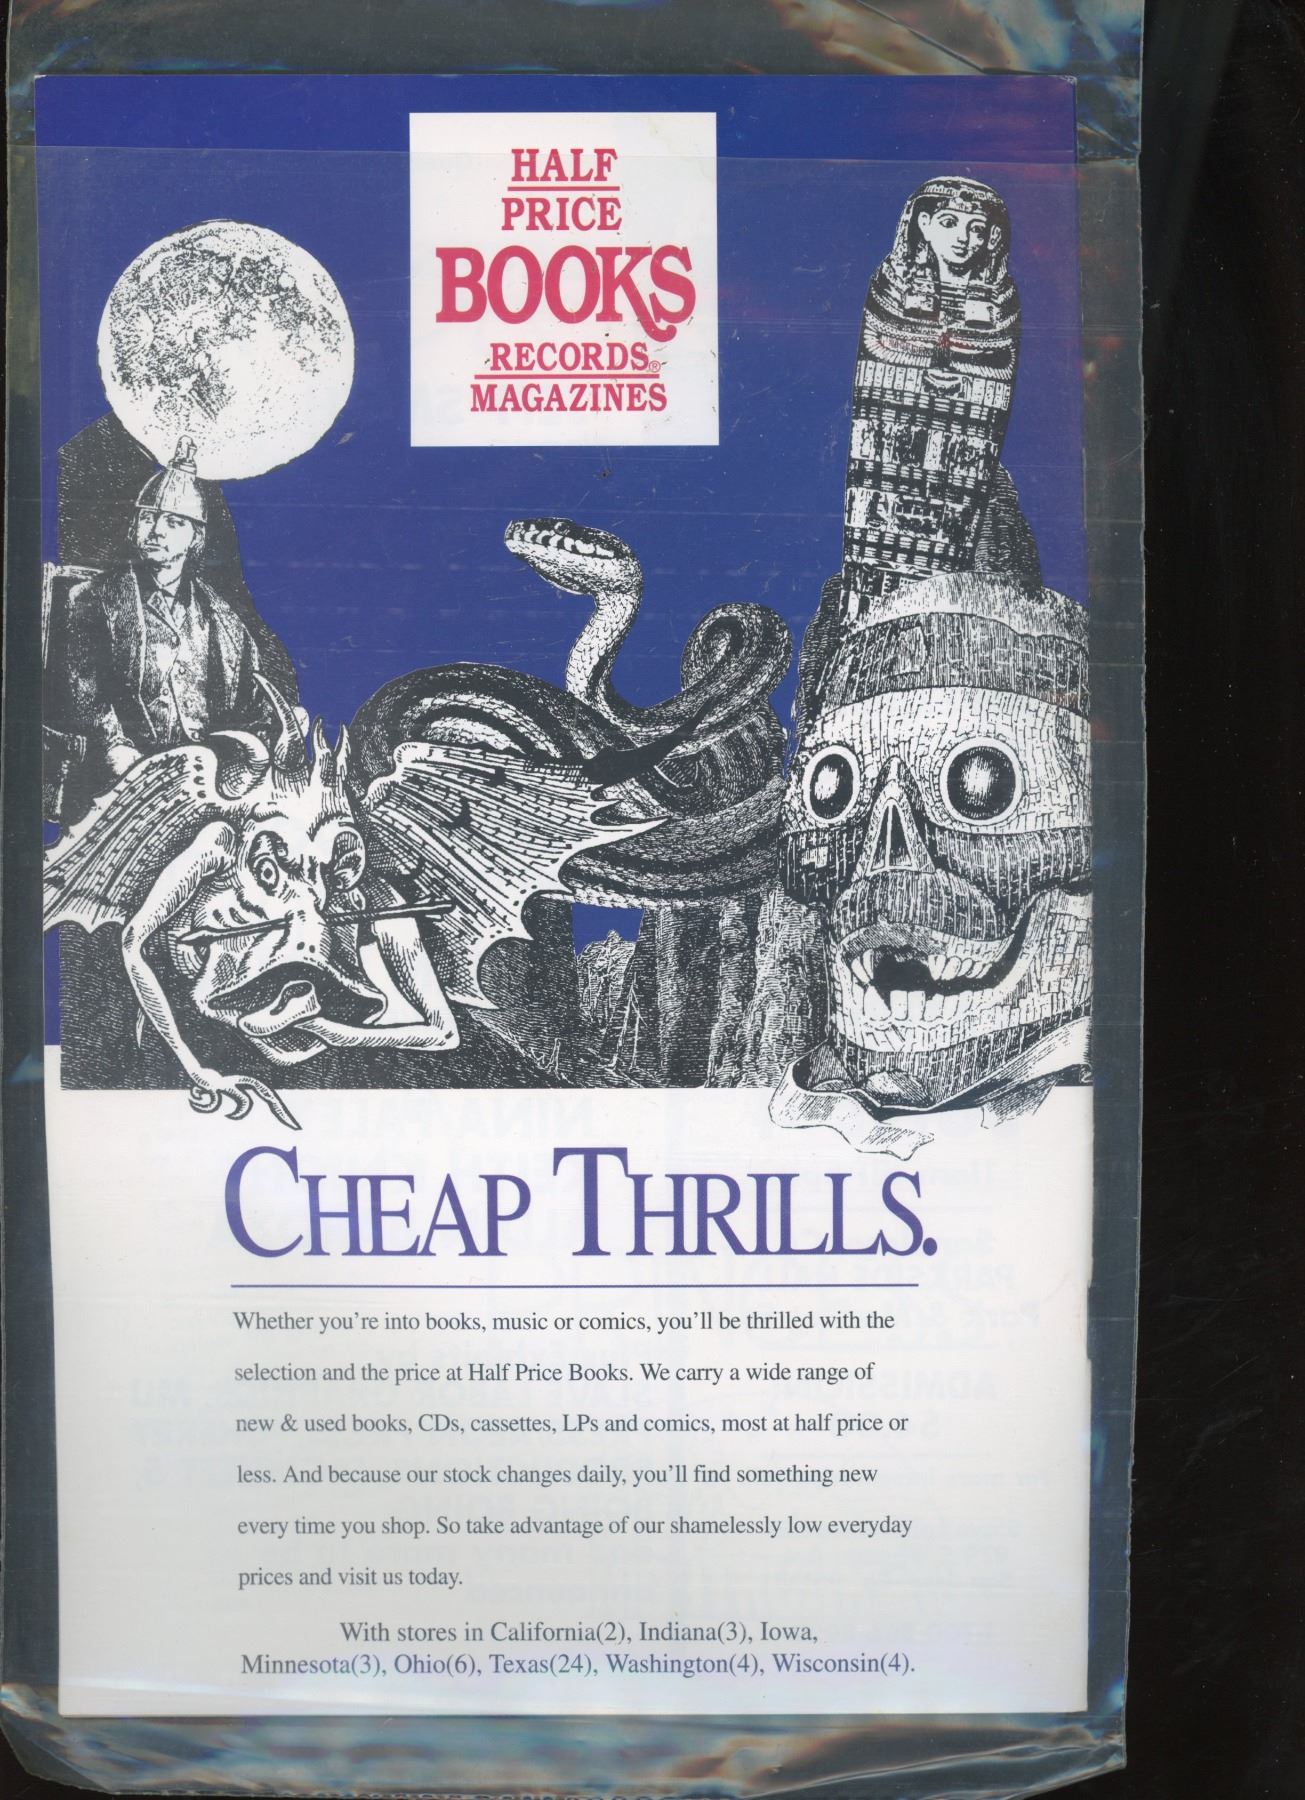 HALF
PRICE
BOOKS
RECORDS®
MAGAZINES
CHEAP THRILLS.
Whether you're into books, music or comics, you'll be thrilled with the
selection and the price at Half Price Books. We carry a wide range of
new & used books, CDs, cassettes, LPs and comics, most at half price or
less. And because our stock changes daily, you'll find something new
every time you shop. So take advantage of our shamelessly low everyday
prices and visit us today.
With stores in California(2), Indiana(3), Iowa,
Minnesota(3), Ohio(6), Texas(24), Washington(4), Wisconsin(4).